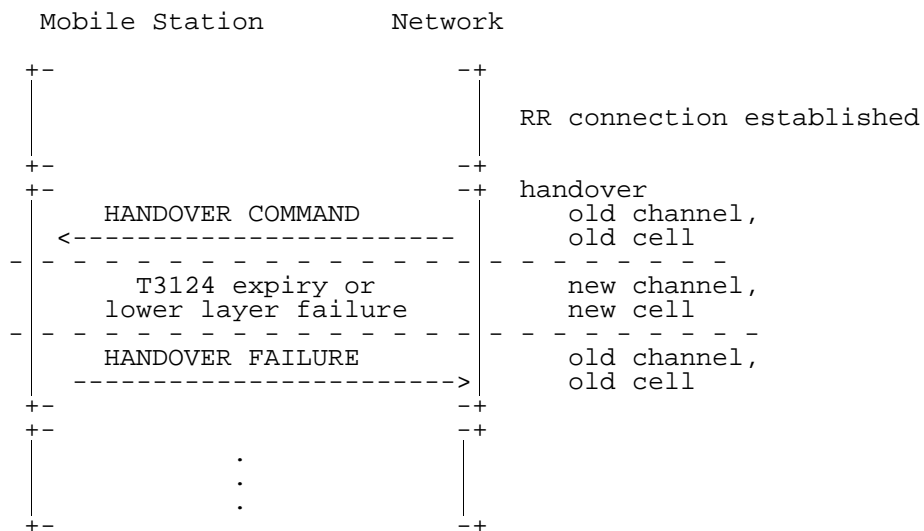 Mobile Station Network
+- -+
RR connection established
+- -+
+- -+ handover
HANDOVER COMMAND old channel,
<------------------------ old cell
- - - - - - - - - - - - - - - - - - - - - - -
T3124 expiry or new channel,
lower layer failure new cell
- - - - - - - - - - - - - - - - - - - - - - - -
HANDOVER FAILURE old channel,
------------------------> old cell
+- -+
+- -+
.
.
.
+- -+